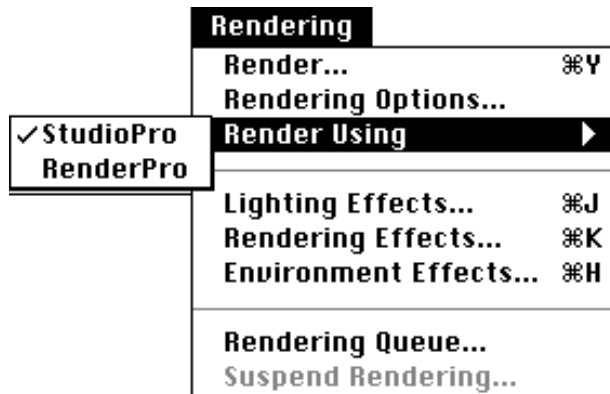 Rendering
Render... ⌘Y
Rendering Options...
Render Using
✓StudioPro
RenderPro
Lighting Effects... ⌘J
Rendering Effects... ⌘K
Environment Effects... ⌘H
Rendering Queue...
Suspend Rendering...